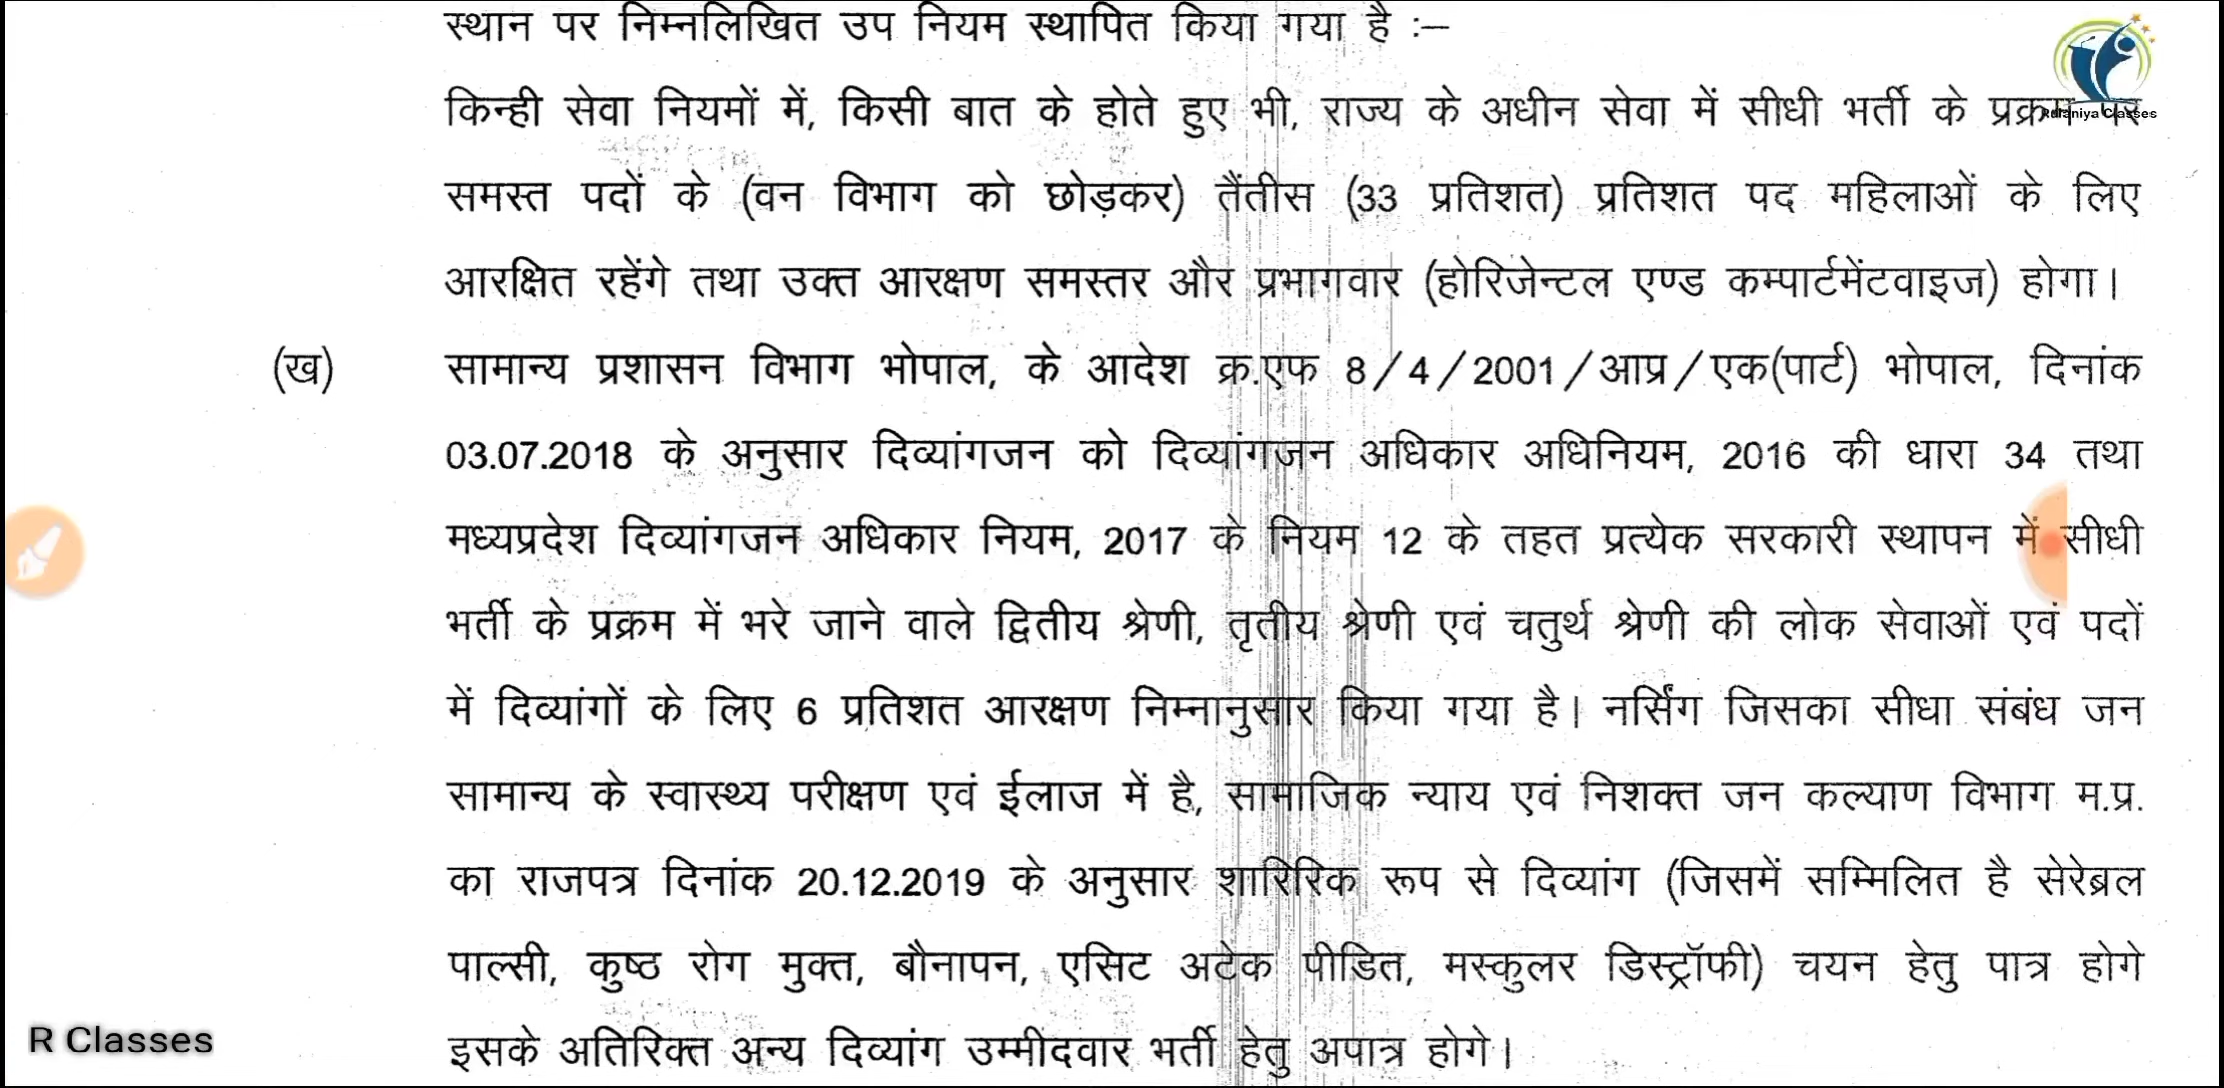 स्थान पर निम्नलिखित उप नियम स्थापित किया गया है :–
किन्ही सेवा नियमों में, किसी बात के होते हुए भी, राज्य के अधीन सेवा में सीधी भर्ती के प्रक्रम पर
Rulaniya Classes
समस्त पदों के (वन विभाग को छोड़कर) तैंतीस (33 प्रतिशत) प्रतिशत पद महिलाओं के लिए
आरक्षित रहेंगे तथा उक्त आरक्षण समस्तर और प्रभागवार (होरिजेन्टल एण्ड कम्पार्टमेंटवाइज) होगा।
(ख) सामान्य प्रशासन विभाग भोपाल, के आदेश क्र.एफ 8/4/2001/आप्र/एक(पार्ट) भोपाल, दिनांक
03.07.2018 के अनुसार दिव्यांगजन को दिव्यांगजन अधिकार अधिनियम, 2016 की धारा 34 तथा
मध्यप्रदेश दिव्यांगजन अधिकार नियम, 2017 के नियम 12 के तहत प्रत्येक सरकारी स्थापन में सीधी
भर्ती के प्रक्रम में भरे जाने वाले द्वितीय श्रेणी, तृतीय श्रेणी एवं चतुर्थ श्रेणी की लोक सेवाओं एवं पदों
में दिव्यांगों के लिए 6 प्रतिशत आरक्षण निम्नानुसार किया गया है। नर्सिंग जिसका सीधा संबंध जन
सामान्य के स्वास्थ्य परीक्षण एवं ईलाज में है, सामाजिक न्याय एवं निशक्त जन कल्याण विभाग म.प्र.
का राजपत्र दिनांक 20.12.2019 के अनुसार शारिरिक रूप से दिव्यांग (जिसमें सम्मिलित है सेरेब्रल
पाल्सी, कुष्ठ रोग मुक्त, बौनापन, एसिट अटेक पीडित, मस्कुलर डिस्ट्रॉफी) चयन हेतु पात्र होगे
इसके अतिरिक्त अन्य दिव्यांग उम्मीदवार भर्ती हेतु अपात्र होगे।
R Classes